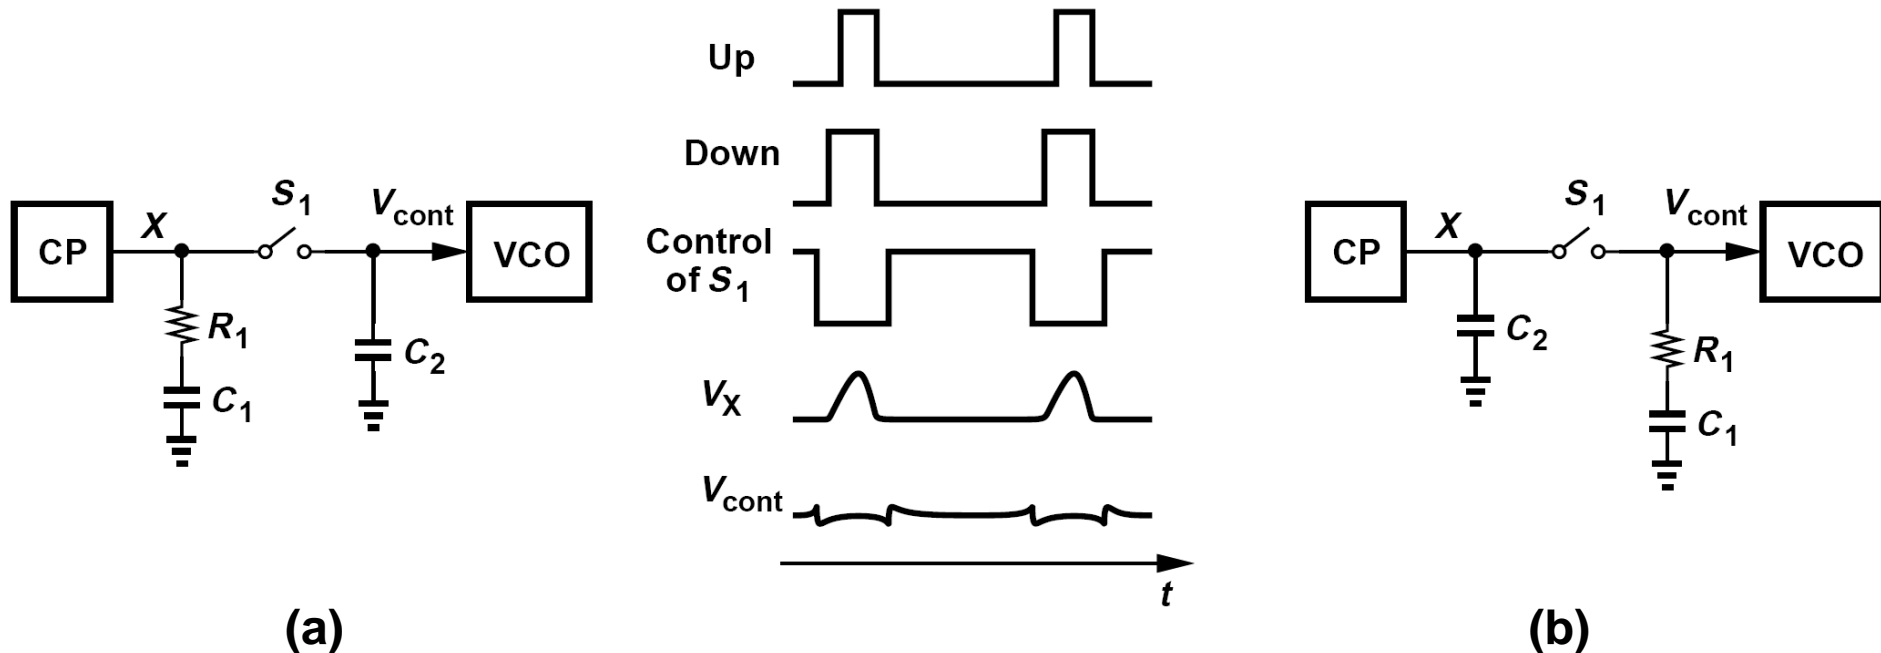 CP
X
S1
Vcont
VCO
R1
C1
C2
(a)
Up
Down
Control
of S1
VX
Vcont
t
CP
X
S1
Vcont
VCO
C2
R1
C1
(b)